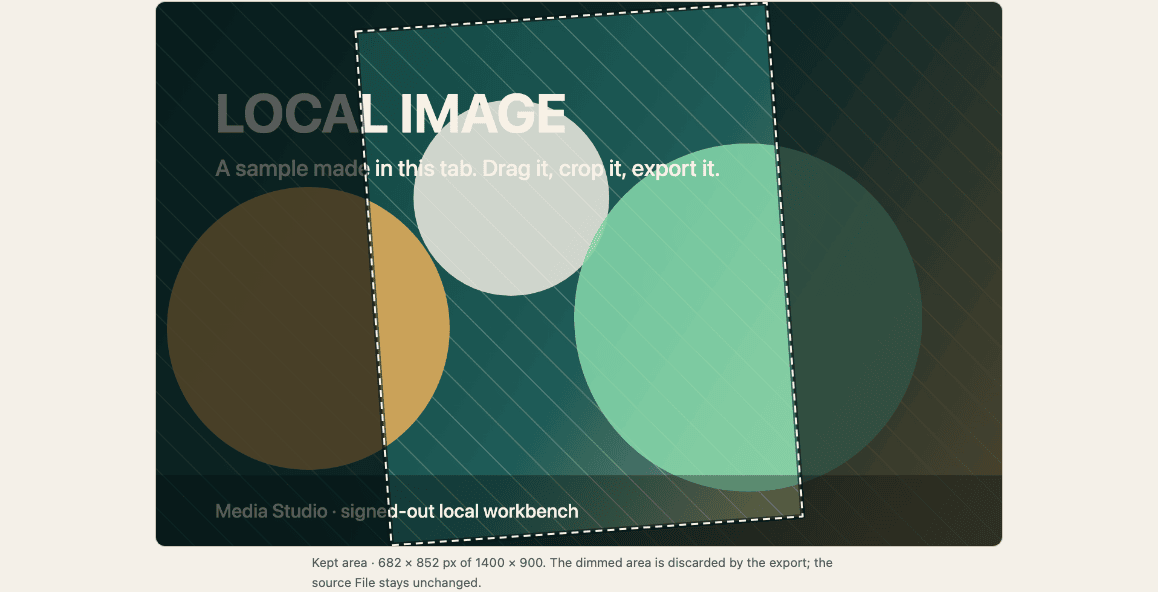 LOCAL IMAGE
A sample made in this tab. Drag it, crop it, export it.
Media Studio · signed-out local workbench
Kept area · 682 × 852 px of 1400 × 900. The dimmed area is discarded by the export; the
source File stays unchanged.